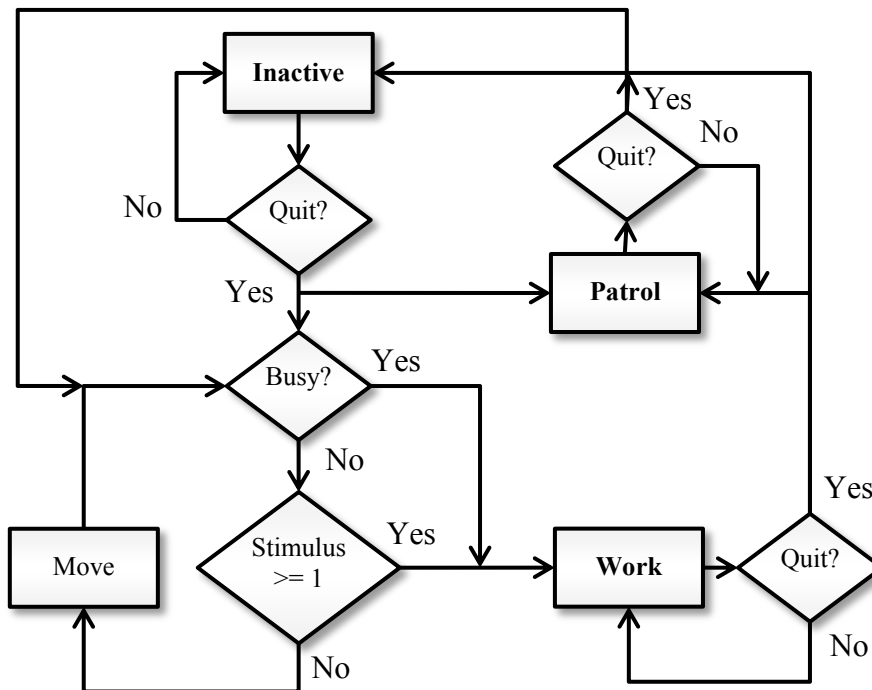 Inactive
Yes
No
Quit?
No
Quit?
Yes
Patrol
Busy?
Yes
No
Yes
Move
Stimulus
>= 1
Yes
Work
Quit?
No
No